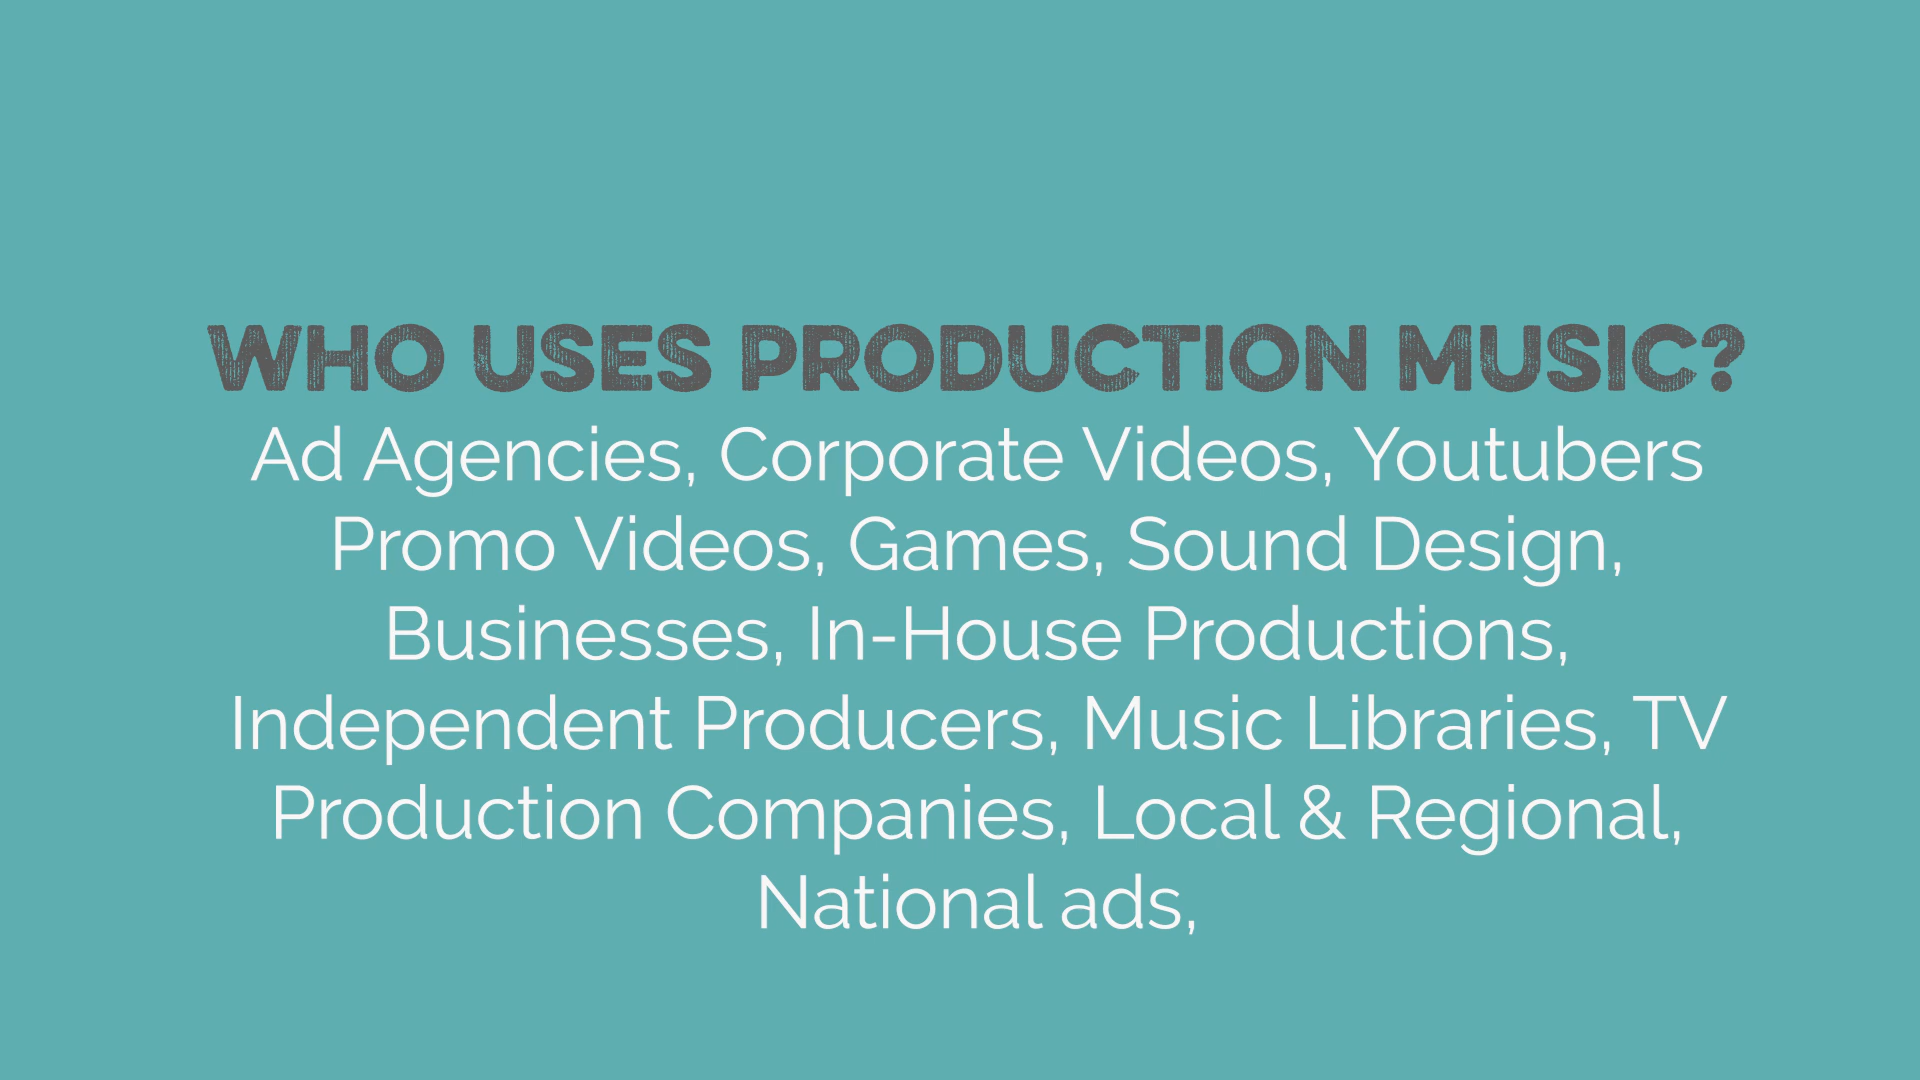 WHO USES PRODUCTION MUSIC?
Ad Agencies, Corporate Videos, Youtubers
Promo Videos, Games, Sound Design,
Businesses, In-House Productions,
Independent Producers, Music Libraries, TV
Production Companies, Local & Regional,
National ads,